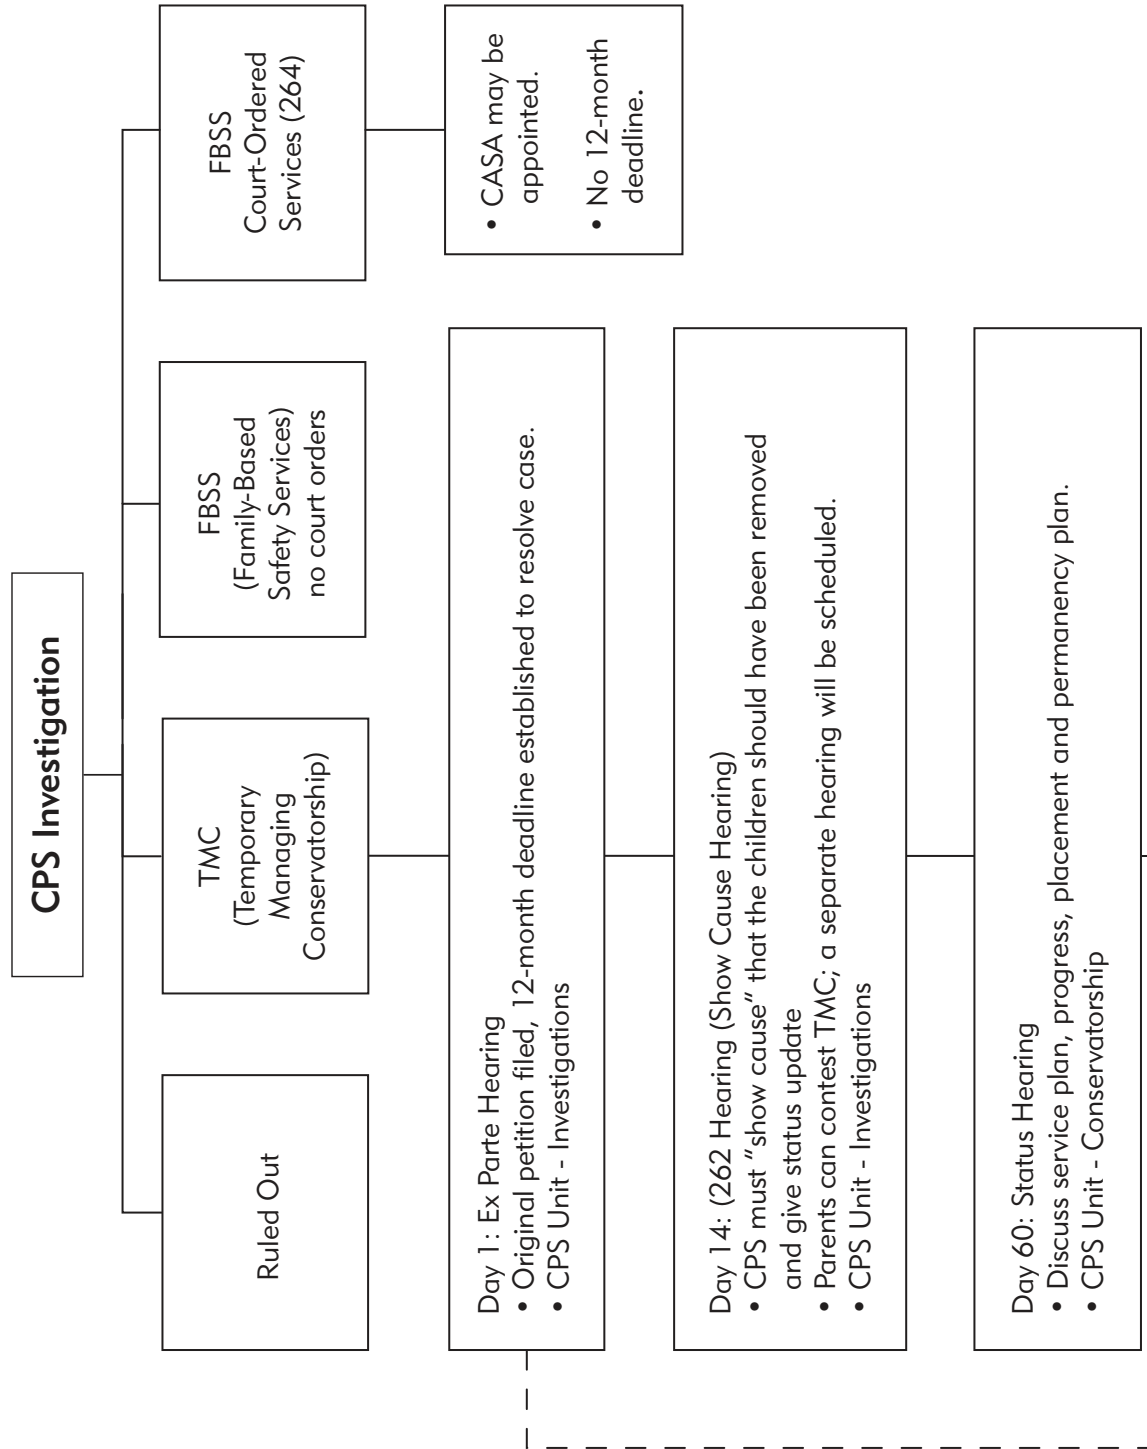 CPS Investigation
Ruled Out
TMC
(Temporary
Managing
Conservatorship)
FBSS
(Family-Based
Safety Services)
no court orders
FBSS
Court-Ordered
Services (264)
• CASA may be
appointed.
• No 12-month
deadline.
Day 1: Ex Parte Hearing
• Original petition filed, 12-month deadline established to resolve case.
• CPS Unit - Investigations
Day 14: (262 Hearing (Show Cause Hearing)
• CPS must “show cause” that the children should have been removed
and give status update
• Parents can contest TMC; a separate hearing will be scheduled.
• CPS Unit - Investigations
Day 60: Status Hearing
• Discuss service plan, progress, placement and permanency plan.
• CPS Unit - Conservatorship